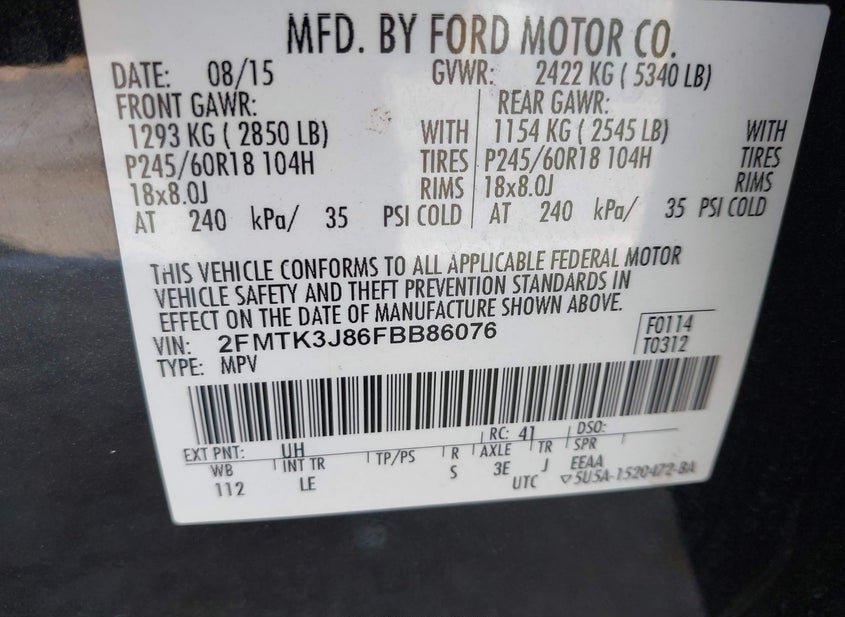 MFD. BY FORD MOTOR CO.
DATE: 08/15 GVWR: 2422 KG ( 5340 LB)
FRONT GAWR: REAR GAWR:
1293 KG ( 2850 LB) WITH 1154 KG ( 2545 LB) WITH
P245/60R18 104H TIRES P245/60R18 104H TIRES
18x8.0J RIMS 18x8.0J RIMS
AT 240 kPa/ 35 PSI COLD AT 240 kPa/ 35 PSI COLD
THIS VEHICLE CONFORMS TO ALL APPLICABLE FEDERAL MOTOR
VEHICLE SAFETY AND THEFT PREVENTION STANDARDS IN
EFFECT ON THE DATE OF MANUFACTURE SHOWN ABOVE.
VIN: 2FMTK3J86FBB86076 F0114
TYPE: MPV T0312
EXT PNT: UH RC: 41 DSO:
WB INT TR TP/PS R AXLE TR SPR
112 LE S 3E J EEAA
UTC ▽5U5A-1520472-BA